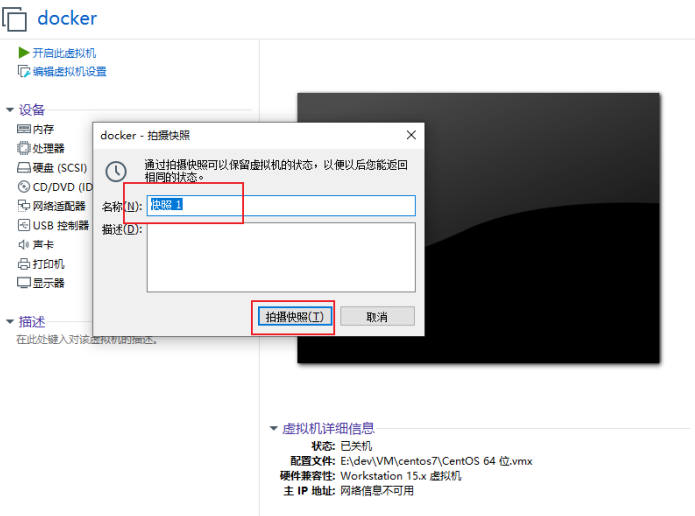 docker
开启此虚拟机
编辑虚拟机设置
设备
内存
处理器
硬盘 (SCSI)
CD/DVD (ID
网络适配器
USB 控制器
声卡
打印机
显示器
描述
在此处键入对该虚拟机的描述。
docker - 拍摄快照
通过拍摄快照可以保留虚拟机的状态，以便以后您能返回
相同的状态。
名称(N):
快照 1
描述(D):
拍摄快照(T)
取消
虚拟机详细信息
状态: 已关机
配置文件: E:\dev\VM\centos7\CentOS 64 位.vmx
硬件兼容性: Workstation 15.x 虚拟机
主 IP 地址: 网络信息不可用